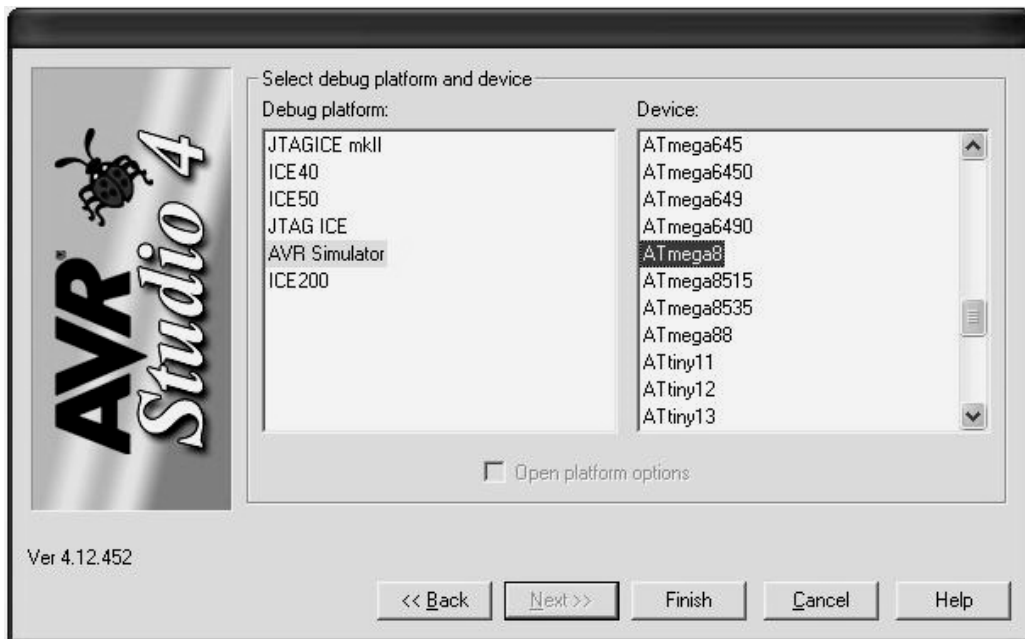 AVR® Studio 4
Select debug platform and device
Debug platform:
JTAGICE mkII
ICE40
ICE50
JTAG ICE
AVR Simulator
ICE200
Device:
ATmega645
ATmega6450
ATmega649
ATmega6490
ATmega8
ATmega8515
ATmega8535
ATmega88
ATtiny11
ATtiny12
ATtiny13
Open platform options
Ver 4.12.452
<< Back
Next >>
Finish
Cancel
Help